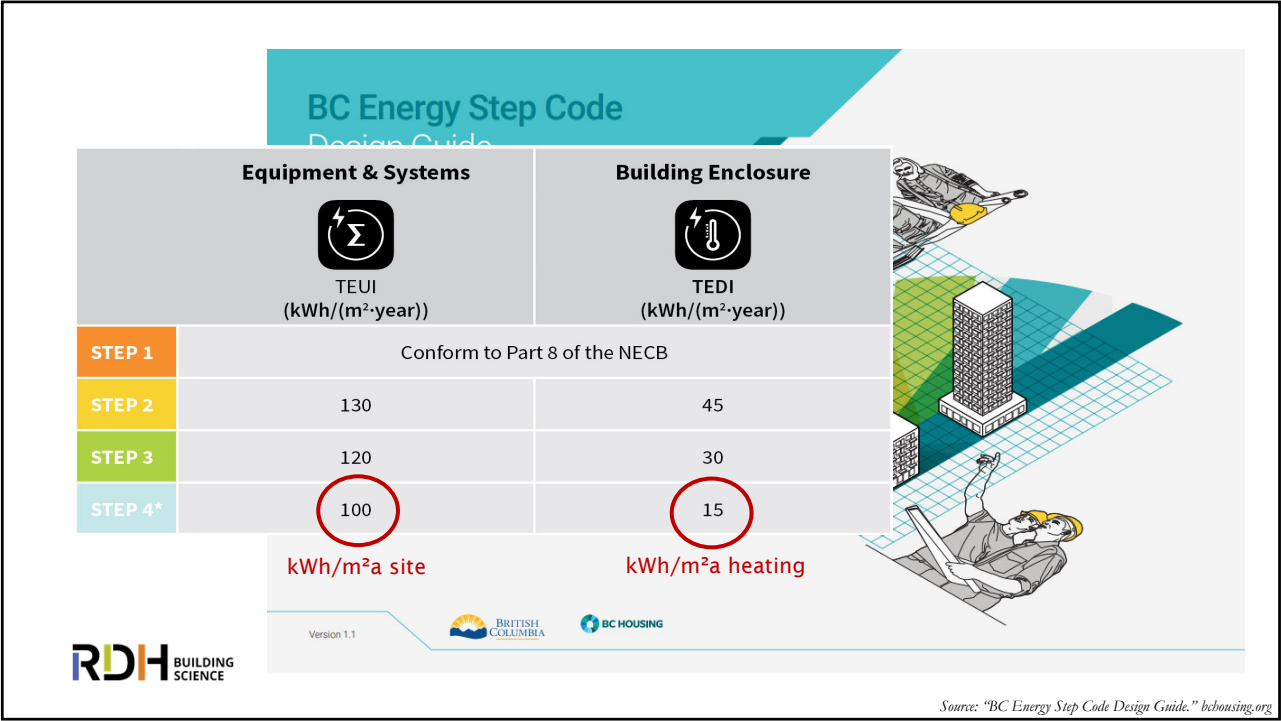 BC Energy Step Code
Design Guide
Equipment & Systems
Building Enclosure
Σ
TEUI
(kWh/(m²·year))
TEDI
(kWh/(m²·year))
STEP 1
Conform to Part 8 of the NECB
STEP 2
130
45
STEP 3
120
30
STEP 4*
100
15
kWh/m²a site
kWh/m²a heating
Version 1.1
BRITISH
COLUMBIA
BC HOUSING
RDH BUILDING
SCIENCE
Source: “BC Energy Step Code Design Guide.” bchousing.org